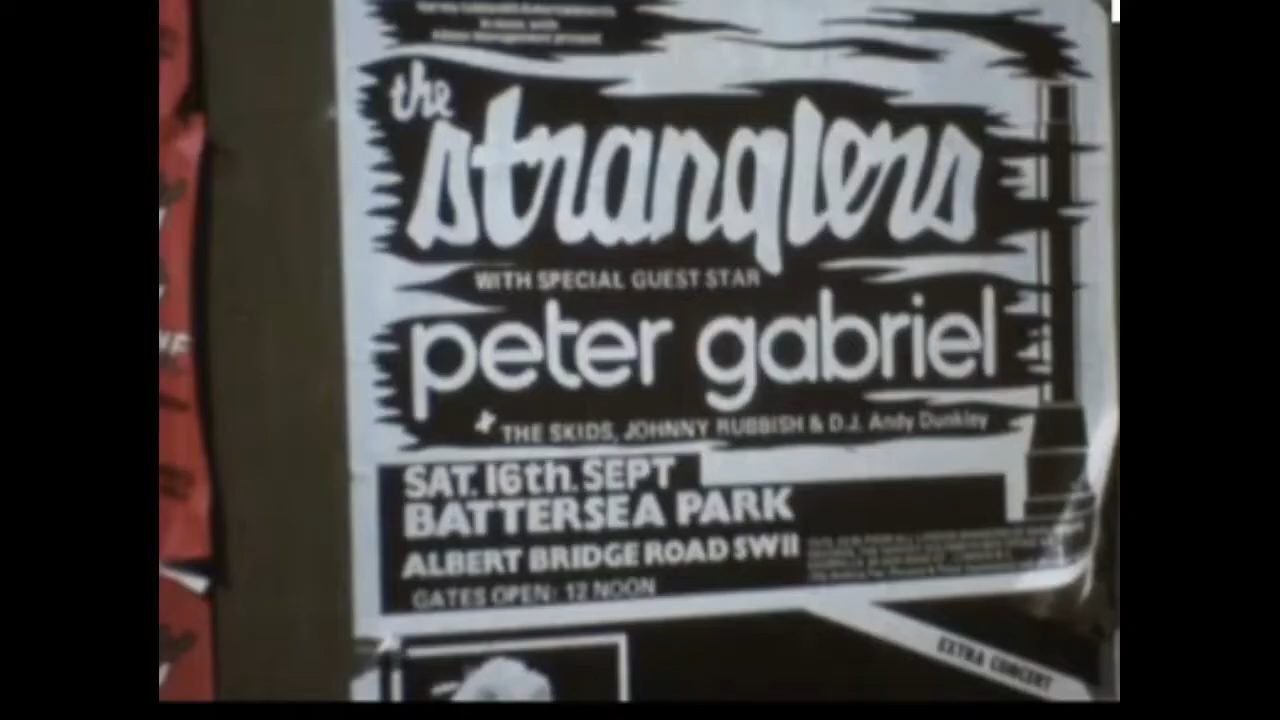 the
stranglers
WITH SPECIAL GUEST STAR
peter gabriel
THE SKIDS, JOHNNY RUBBISH & D.J. Andy Dunkley
SAT. 16th. SEPT
BATTERSEA PARK
ALBERT BRIDGE ROAD SW11
GATES OPEN: 12 NOON
EXTRA CONCERT